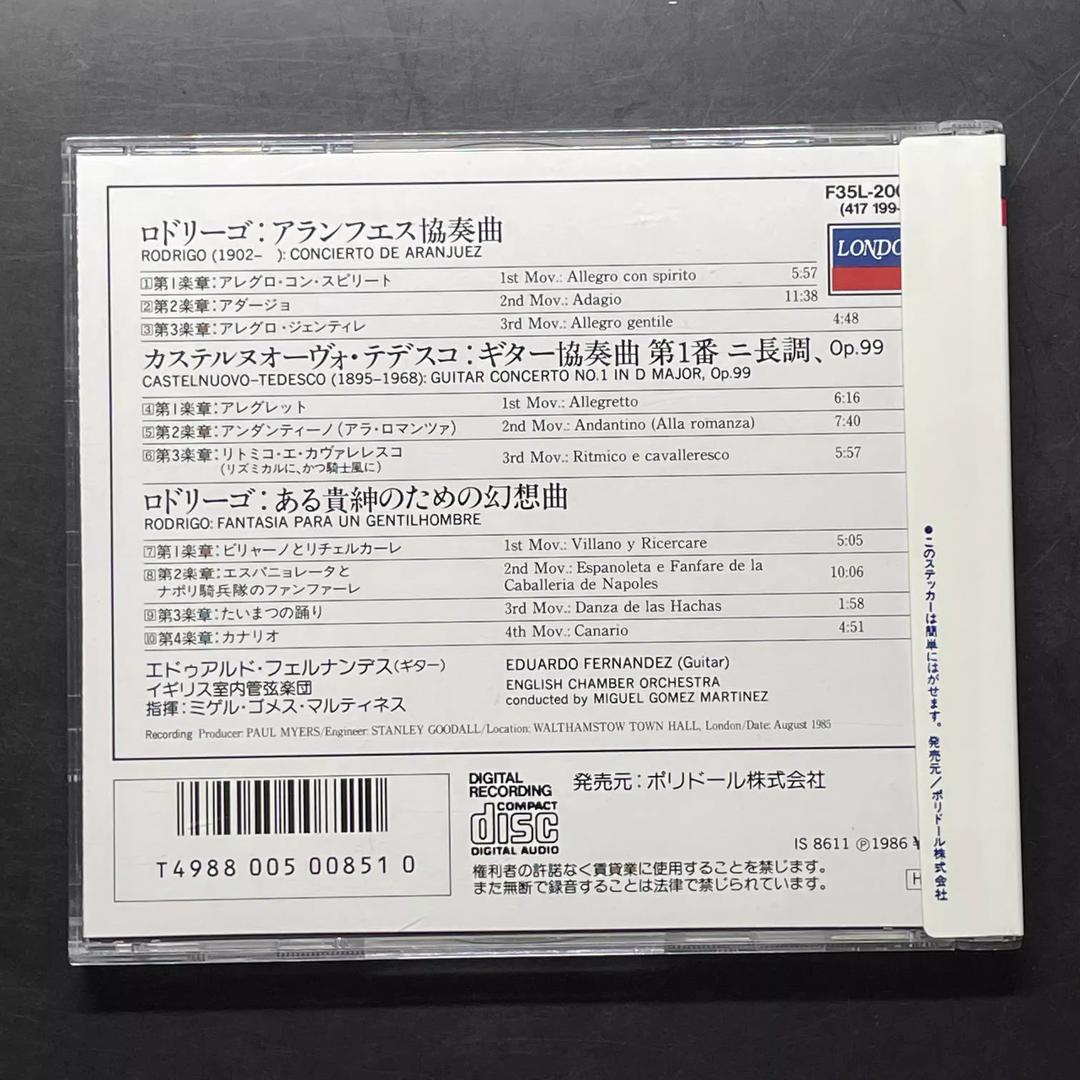 F35L-200
(417 199-
LONDO
ロドリーゴ：アランフエス協奏曲
RODRIGO (1902– ): CONCIERTO DE ARANJUEZ
1 第1楽章：アレグロ・コン・スピリート 1st Mov.: Allegro con spirito 5:57
2 第2楽章：アダージョ 2nd Mov.: Adagio 11:38
3 第3楽章：アレグロ・ジェンティレ 3rd Mov.: Allegro gentile 4:48
カステルヌオーヴォ・テデスコ：ギター協奏曲 第1番 ニ長調、Op.99
CASTELNUOVO–TEDESCO (1895–1968): GUITAR CONCERTO NO.1 IN D MAJOR, Op.99
4 第1楽章：アレグレット 1st Mov.: Allegretto 6:16
5 第2楽章：アンダンティーノ（アラ・ロマンツァ） 2nd Mov.: Andantino (Alla romanza) 7:40
6 第3楽章：リトミコ・エ・カヴァレレスコ 3rd Mov.: Ritmico e cavalleresco 5:57
（リズミカルに、かつ騎士風に）
ロドリーゴ：ある貴紳のための幻想曲
RODRIGO: FANTASIA PARA UN GENTILHOMBRE
7 第1楽章：ビリャーノとリチェルカーレ 1st Mov.: Villano y Ricercare 5:05
8 第2楽章：エスパニョレータと 2nd Mov.: Espanoleta e Fanfare de la 10:06
ナポリ騎兵隊のファンファーレ Caballeria de Napoles
9 第3楽章：たいまつの踊り 3rd Mov.: Danza de las Hachas 1:58
10 第4楽章：カナリオ 4th Mov.: Canario 4:51
エドゥアルド・フェルナンデス（ギター） EDUARDO FERNANDEZ (Guitar)
イギリス室内管弦楽団 ENGLISH CHAMBER ORCHESTRA
指揮：ミゲル・ゴメス・マルティネス conducted by MIGUEL GOMEZ MARTINEZ
Recording Producer: PAUL MYERS/Engineer: STANLEY GOODALL/Location: WALTHAMSTOW TOWN HALL, London/Date: August 1985
T4988 005 00851 0
DIGITAL
RECORDING
COMPACT
disc
DIGITAL AUDIO
発売元：ポリドール株式会社
IS 8611 Ⓟ1986 ¥
権利者の許諾なく賃貸業に使用することを禁じます。
また無断で録音することは法律で禁じられています。
H
●このステッカーは簡単にはがせます。発売元／ポリドール株式会社